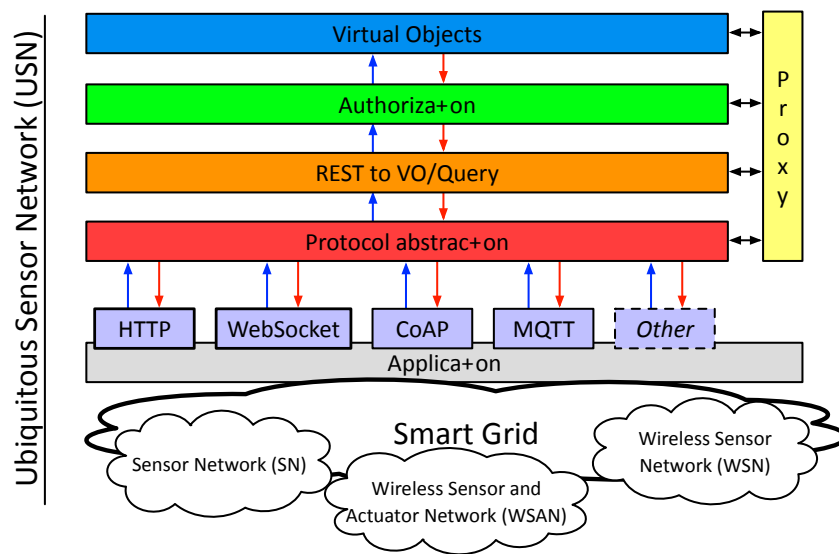 Ubiquitous Sensor Network (USN)
Virtual Objects
Authoriza+on
REST to VO/Query
Protocol abstrac+on
Proxy
HTTP
WebSocket
CoAP
MQTT
Other
Applica+on
Smart Grid
Sensor Network (SN)
Wireless Sensor and
Actuator Network (WSAN)
Wireless Sensor
Network (WSN)